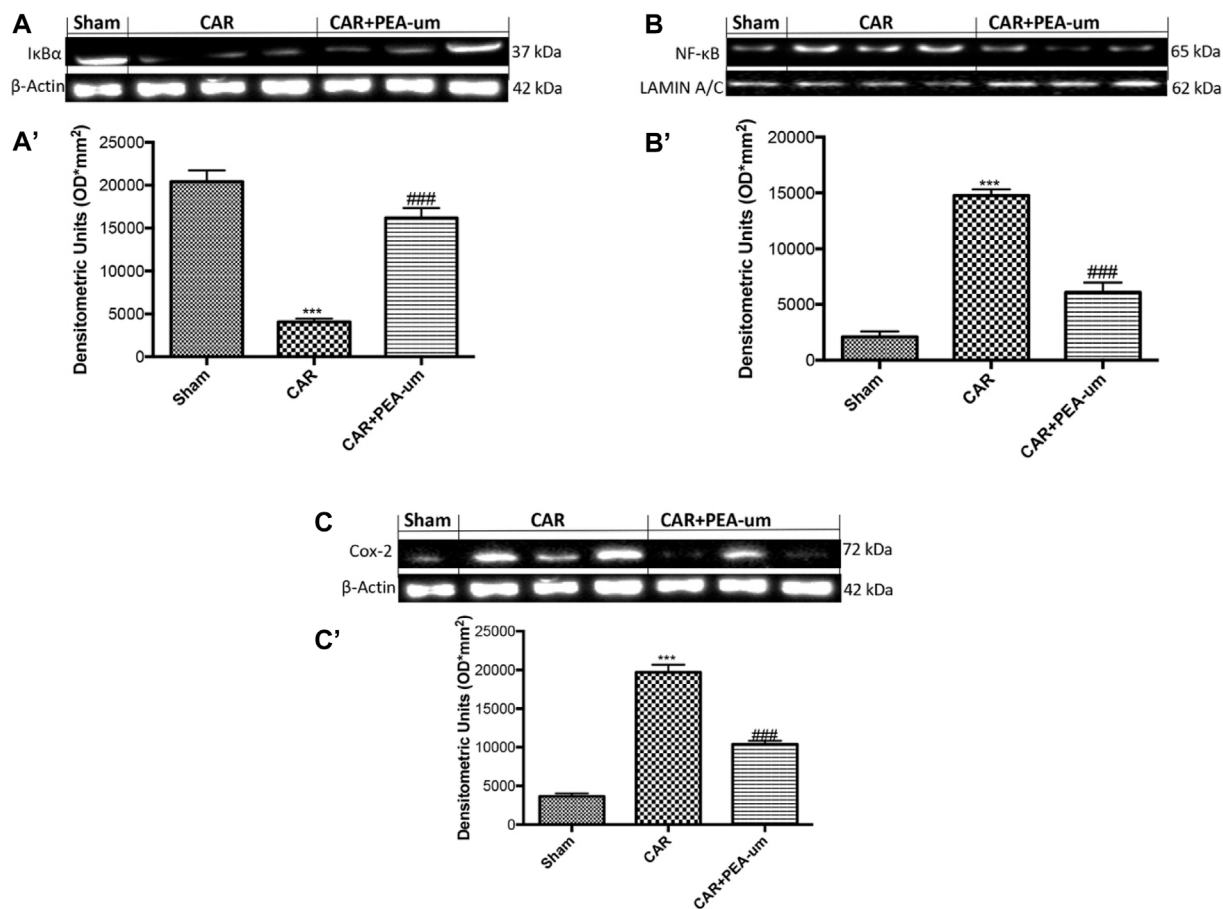 A
Sham CAR CAR+PEA-um
IκBα 37 kDa
β-Actin 42 kDa
A’
Densitometric Units (OD*mm²)
25000
20000
15000
10000
5000
0
***
###
Sham
CAR
CAR+PEA-um
B
Sham CAR CAR+PEA-um
NF-κB 65 kDa
LAMIN A/C 62 kDa
B’
Densitometric Units (OD*mm²)
20000
15000
10000
5000
0
***
###
Sham
CAR
CAR+PEA-um
C
Sham CAR CAR+PEA-um
Cox-2 72 kDa
β-Actin 42 kDa
C’
Densitometric Units (OD*mm²)
25000
20000
15000
10000
5000
0
***
###
Sham
CAR
CAR+PEA-um